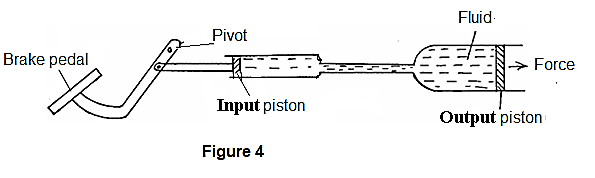 Fluid
Pivot
Brake pedal
Force
Input piston
Output piston
Figure 4